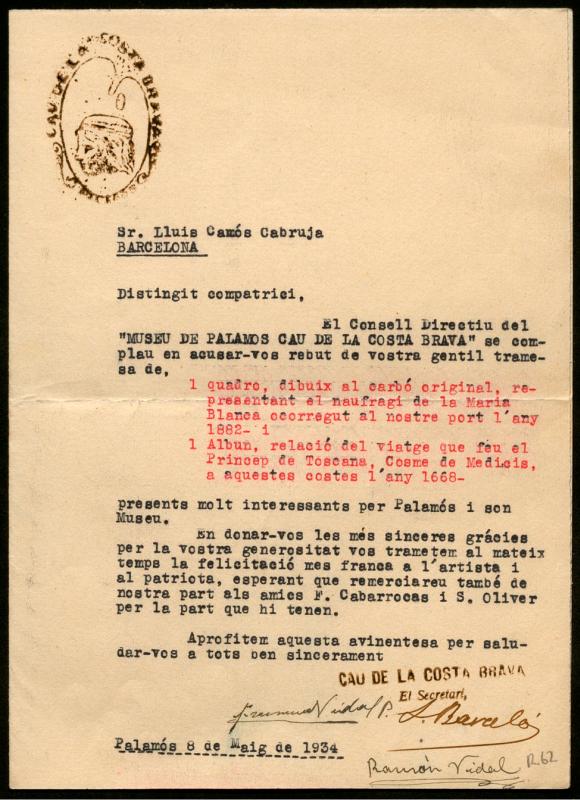 CAU DE LA COSTA BRAVA
Sr. Lluis Camós Cabruja
BARCELONA
Distingit compatrici,
El Consell Directiu del
"MUSEU DE PALAMOS CAU DE LA COSTA BRAVA" se com-
plau en acusar-vos rebut de vostra gentil trame-
sa de,
1 quadro, dibuix al carbó original, re-
presentant el naufragi de la Maria
Blanca ocorregut al nostre port l'any
1882- i
1 Albun, relació del viatge que feu el
Princep de Toscana, Cosme de Medicis,
a aquestes costes l'any 1668-
presents molt interessants per Palamós i son
Museu.
En donar-vos les més sinceres gràcies
per la vostra generositat vos trametem al mateix
temps la felicitació mes franca a l'artista i
al patriota, esperant que remerciareu també de
nostra part als amics F. Cabarrocas i S. Oliver
per la part que hi tenen.
Aprofitem aquesta avinentesa per salu-
dar-vos a tots ben sincerament
CAU DE LA COSTA BRAVA
El Secretari,
Vidal P. L. Barceló
Palamós 8 de Maig de 1934
Ramón Vidal R.62